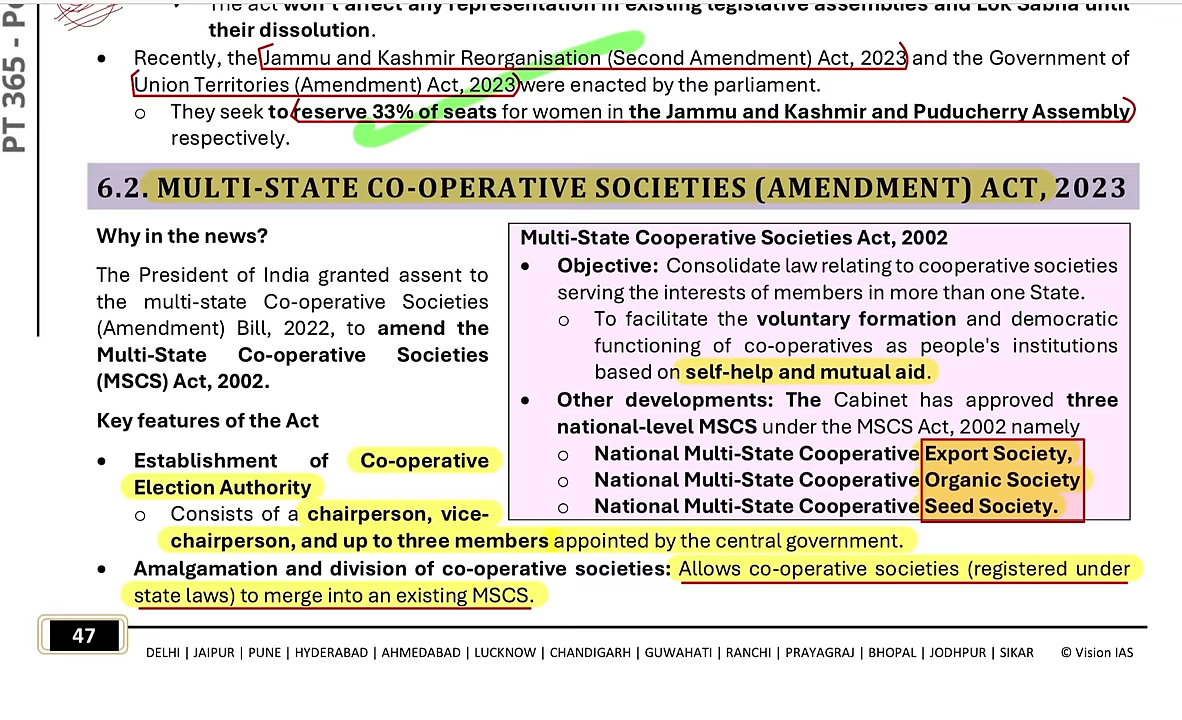 PT 365 - PO
The act won't affect any representation in existing legislative assemblies and Lok Sabha until
their dissolution.
• Recently, the Jammu and Kashmir Reorganisation (Second Amendment) Act, 2023 and the Government of
Union Territories (Amendment) Act, 2023 were enacted by the parliament.
o They seek to reserve 33% of seats for women in the Jammu and Kashmir and Puducherry Assembly
respectively.
6.2. MULTI-STATE CO-OPERATIVE SOCIETIES (AMENDMENT) ACT, 2023
Why in the news?
The President of India granted assent to
the multi-state Co-operative Societies
(Amendment) Bill, 2022, to amend the
Multi-State Co-operative Societies
(MSCS) Act, 2002.
Key features of the Act
• Establishment of Co-operative
Election Authority
o Consists of a chairperson, vice-
chairperson, and up to three members appointed by the central government.
• Amalgamation and division of co-operative societies: Allows co-operative societies (registered under
state laws) to merge into an existing MSCS.
Multi-State Cooperative Societies Act, 2002
• Objective: Consolidate law relating to cooperative societies
serving the interests of members in more than one State.
o To facilitate the voluntary formation and democratic
functioning of co-operatives as people's institutions
based on self-help and mutual aid.
• Other developments: The Cabinet has approved three
national-level MSCS under the MSCS Act, 2002 namely
o National Multi-State Cooperative Export Society,
o National Multi-State Cooperative Organic Society
o National Multi-State Cooperative Seed Society.
47
DELHI | JAIPUR | PUNE | HYDERABAD | AHMEDABAD | LUCKNOW | CHANDIGARH | GUWAHATI | RANCHI | PRAYAGRAJ | BHOPAL | JODHPUR | SIKAR © Vision IAS